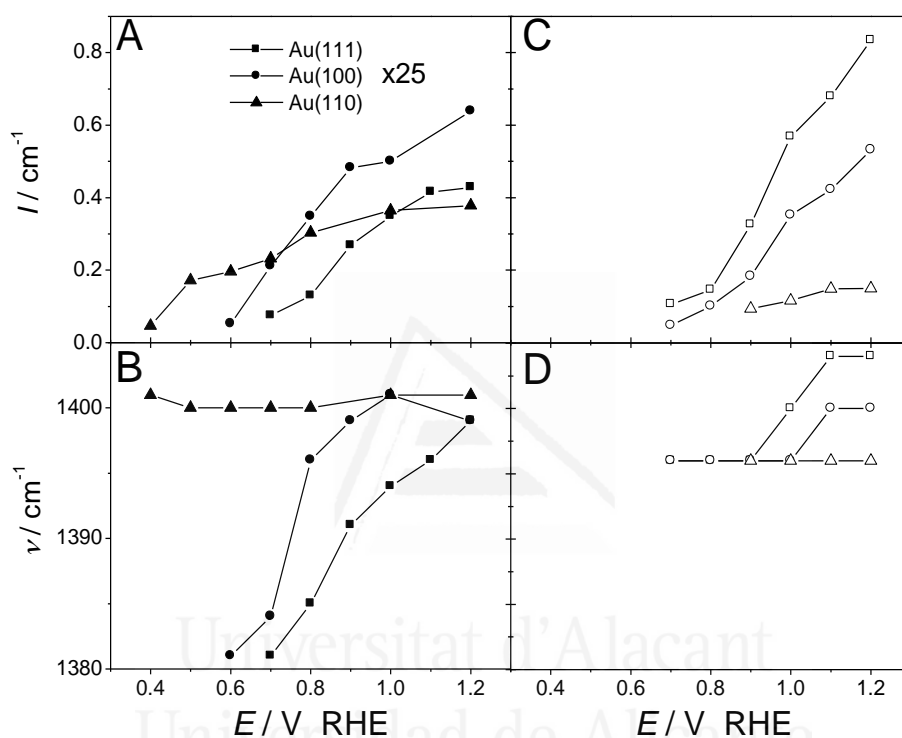 A
C
Au(111)
Au(100) x25
Au(110)
0.8
0.6
0.4
0.2
0.0
I / cm-1
B
D
1400
1390
1380
ν / cm-1
0.4 0.6 0.8 1.0 1.2
0.4 0.6 0.8 1.0 1.2
E / V RHE
E / V RHE
Universitat d'Alacant
Universidad de Alicante